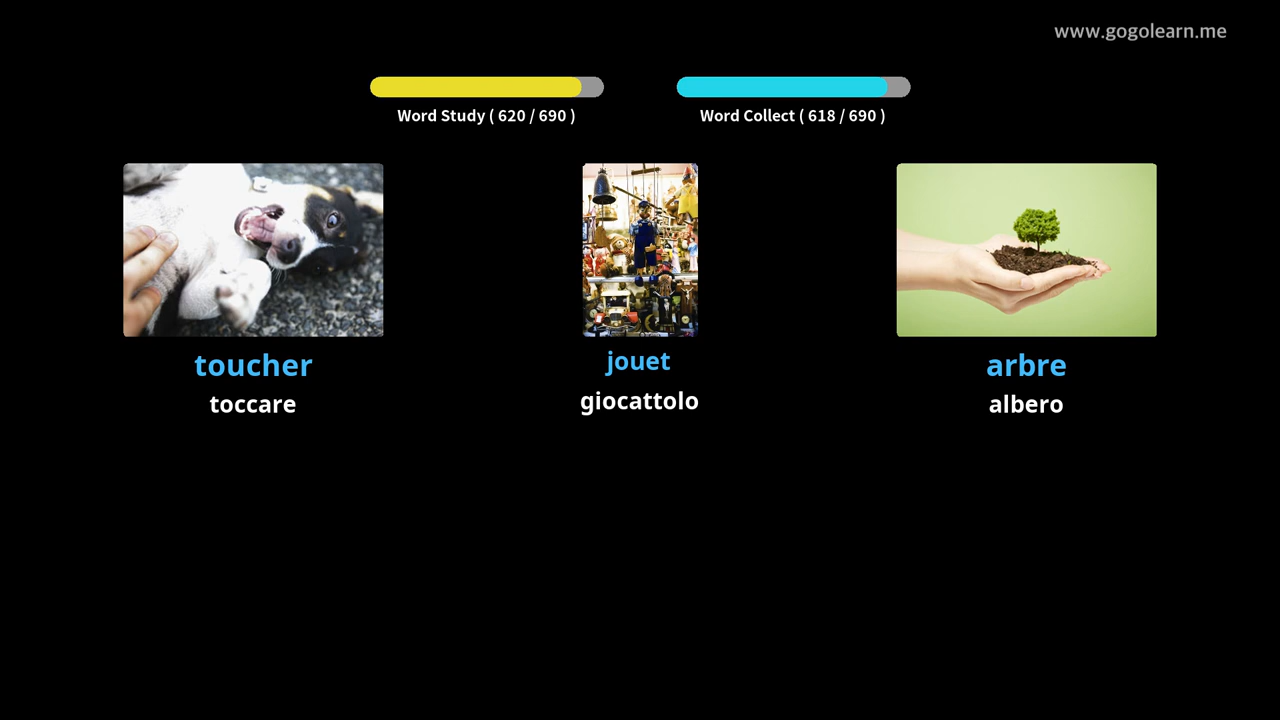 www.gogolearn.me
Word Study ( 620 / 690 )
Word Collect ( 618 / 690 )
toucher
toccare
jouet
giocattolo
arbre
albero